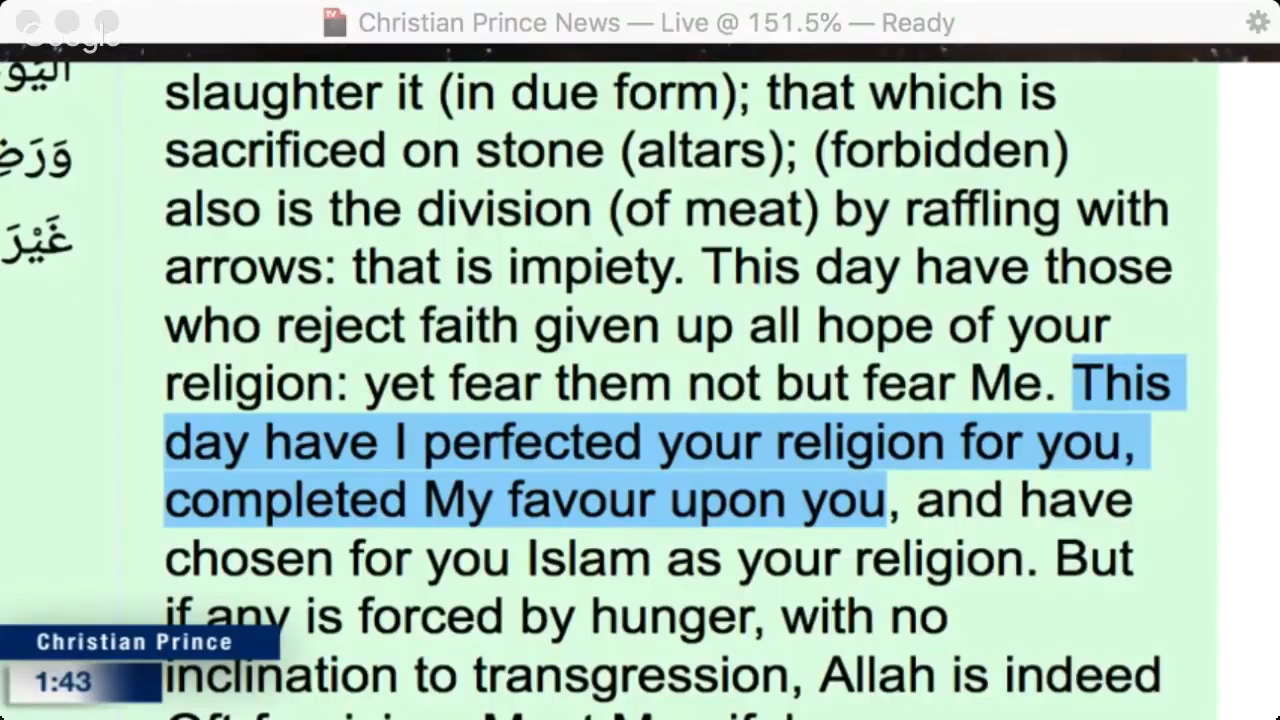 Christian Prince News — Live @ 151.5% — Ready
Google
slaughter it (in due form); that which is
sacrificed on stone (altars); (forbidden)
also is the division (of meat) by raffling with
arrows: that is impiety. This day have those
who reject faith given up all hope of your
religion: yet fear them not but fear Me. This
day have I perfected your religion for you,
completed My favour upon you, and have
chosen for you Islam as your religion. But
if any is forced by hunger, with no
inclination to transgression, Allah is indeed
غَيْرَ
Christian Prince
1:43